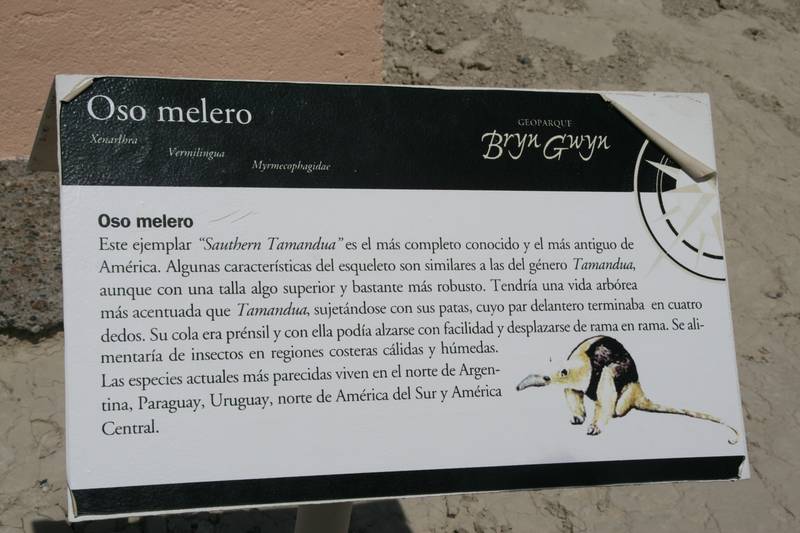 Oso melero
Xenarthra
Vermilingua
Myrmecophagidae
GEOPARQUE
Bryn Gwyn
Oso melero
Este ejemplar “Sauthern Tamandua” es el más completo conocido y el más antiguo de
América. Algunas características del esqueleto son similares a las del género Tamandua,
aunque con una talla algo superior y bastante más robusto. Tendría una vida arbórea
más acentuada que Tamandua, sujetándose con sus patas, cuyo par delantero terminaba en cuatro
dedos. Su cola era prénsil y con ella podía alzarse con facilidad y desplazarse de rama en rama. Se ali-
mentaría de insectos en regiones costeras cálidas y húmedas.
Las especies actuales más parecidas viven en el norte de Argen-
tina, Paraguay, Uruguay, norte de América del Sur y América
Central.